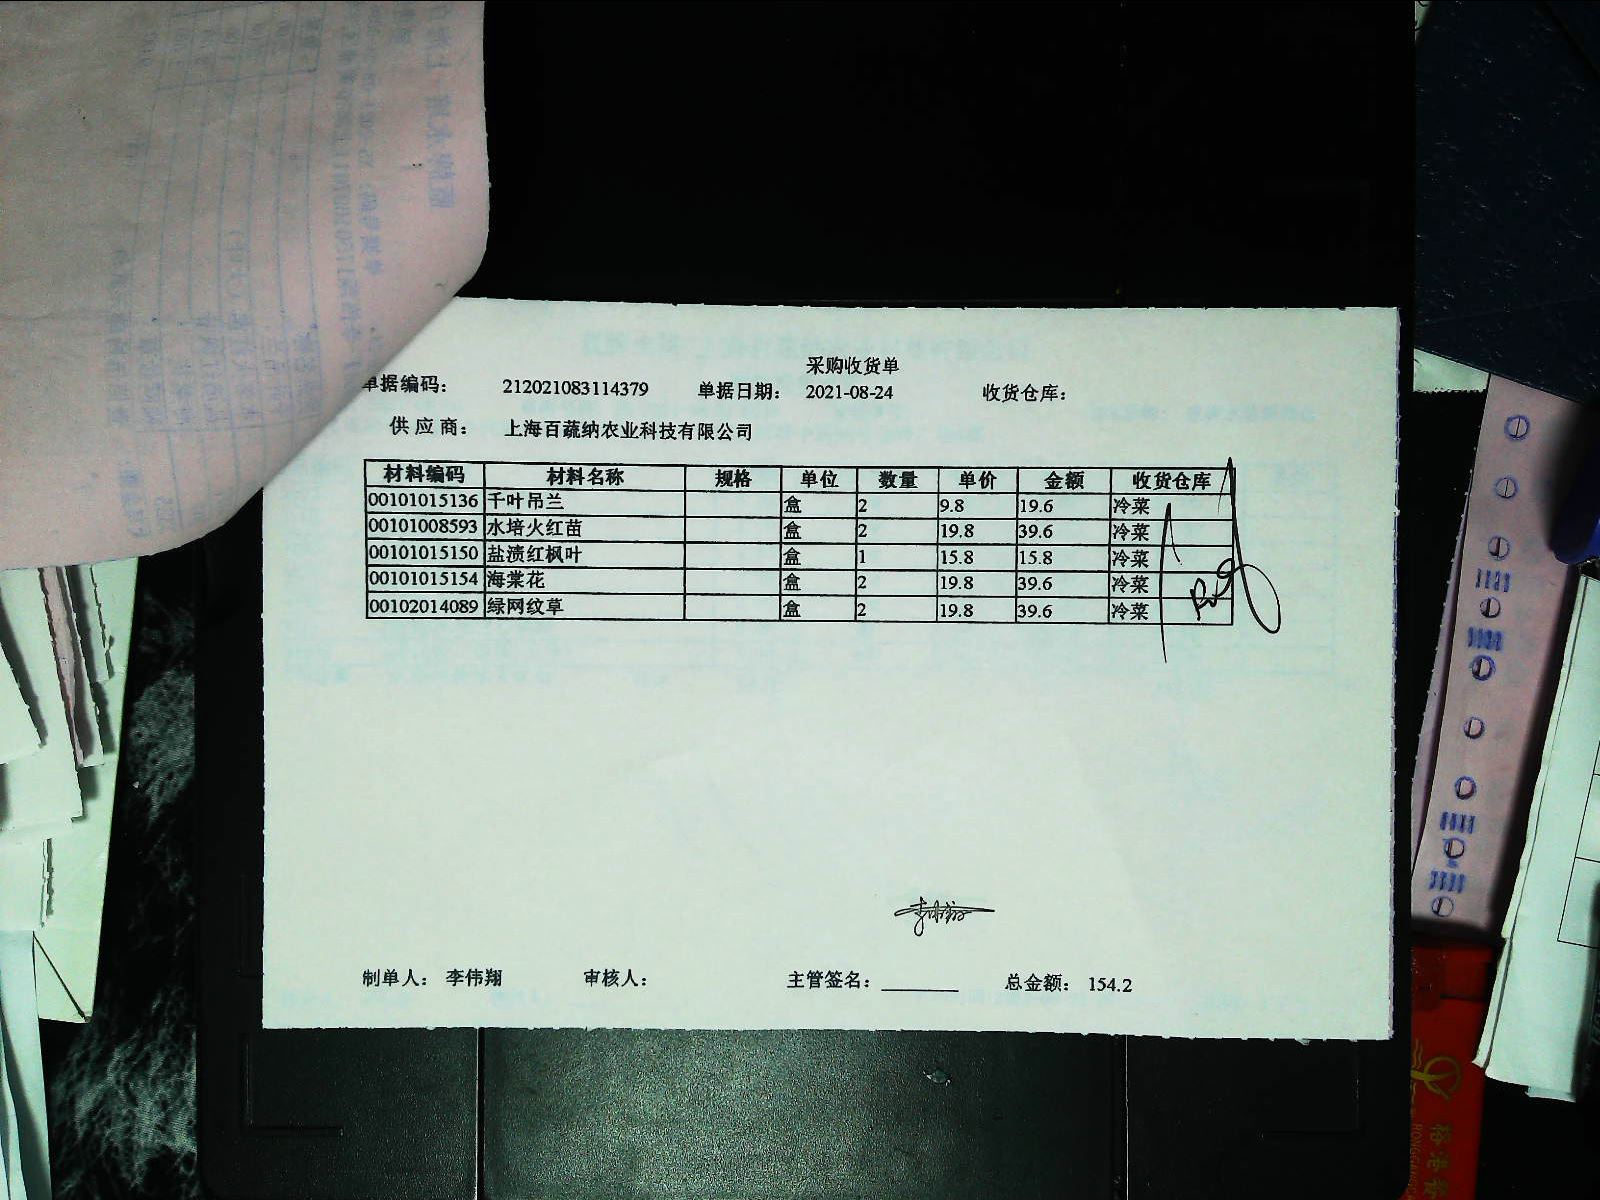 采购收货单
单据编码： 212021083114379 单据日期： 2021-08-24 收货仓库：
供应商： 上海百蔬纳农业科技有限公司
材料编码 材料名称 规格 单位 数量 单价 金额 收货仓库
00101015136 千叶吊兰 盒 2 9.8 19.6 冷菜
00101008593 水培火红苗 盒 2 19.8 39.6 冷菜
00101015150 盐渍红枫叶 盒 1 15.8 15.8 冷菜
00101015154 海棠花 盒 2 19.8 39.6 冷菜
00102014089 绿网纹草 盒 2 19.8 39.6 冷菜
制单人： 李伟翔 审核人： 主管签名： 总金额： 154.2